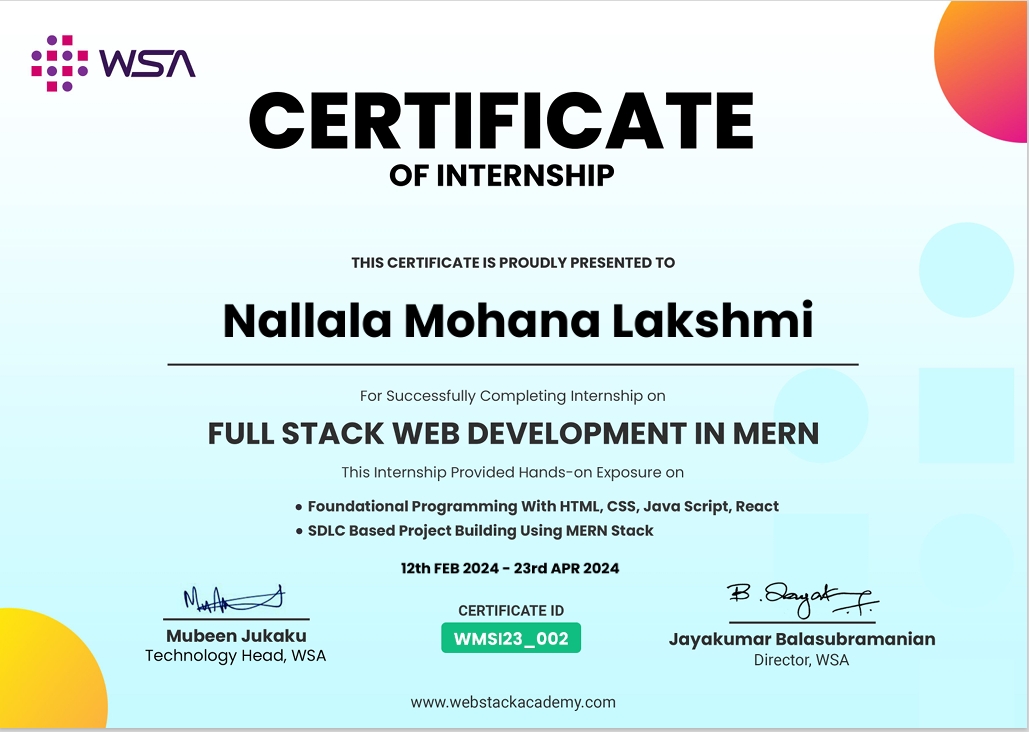 WSA
CERTIFICATE
OF INTERNSHIP
THIS CERTIFICATE IS PROUDLY PRESENTED TO
Nallala Mohana Lakshmi
For Successfully Completing Internship on
FULL STACK WEB DEVELOPMENT IN MERN
This Internship Provided Hands-on Exposure on
• Foundational Programming With HTML, CSS, Java Script, React
• SDLC Based Project Building Using MERN Stack
12th FEB 2024 - 23rd APR 2024
Mubeen Jukaku
Technology Head, WSA
CERTIFICATE ID
WMSI23_002
B.
Jayakumar Balasubramanian
Director, WSA
www.webstackacademy.com